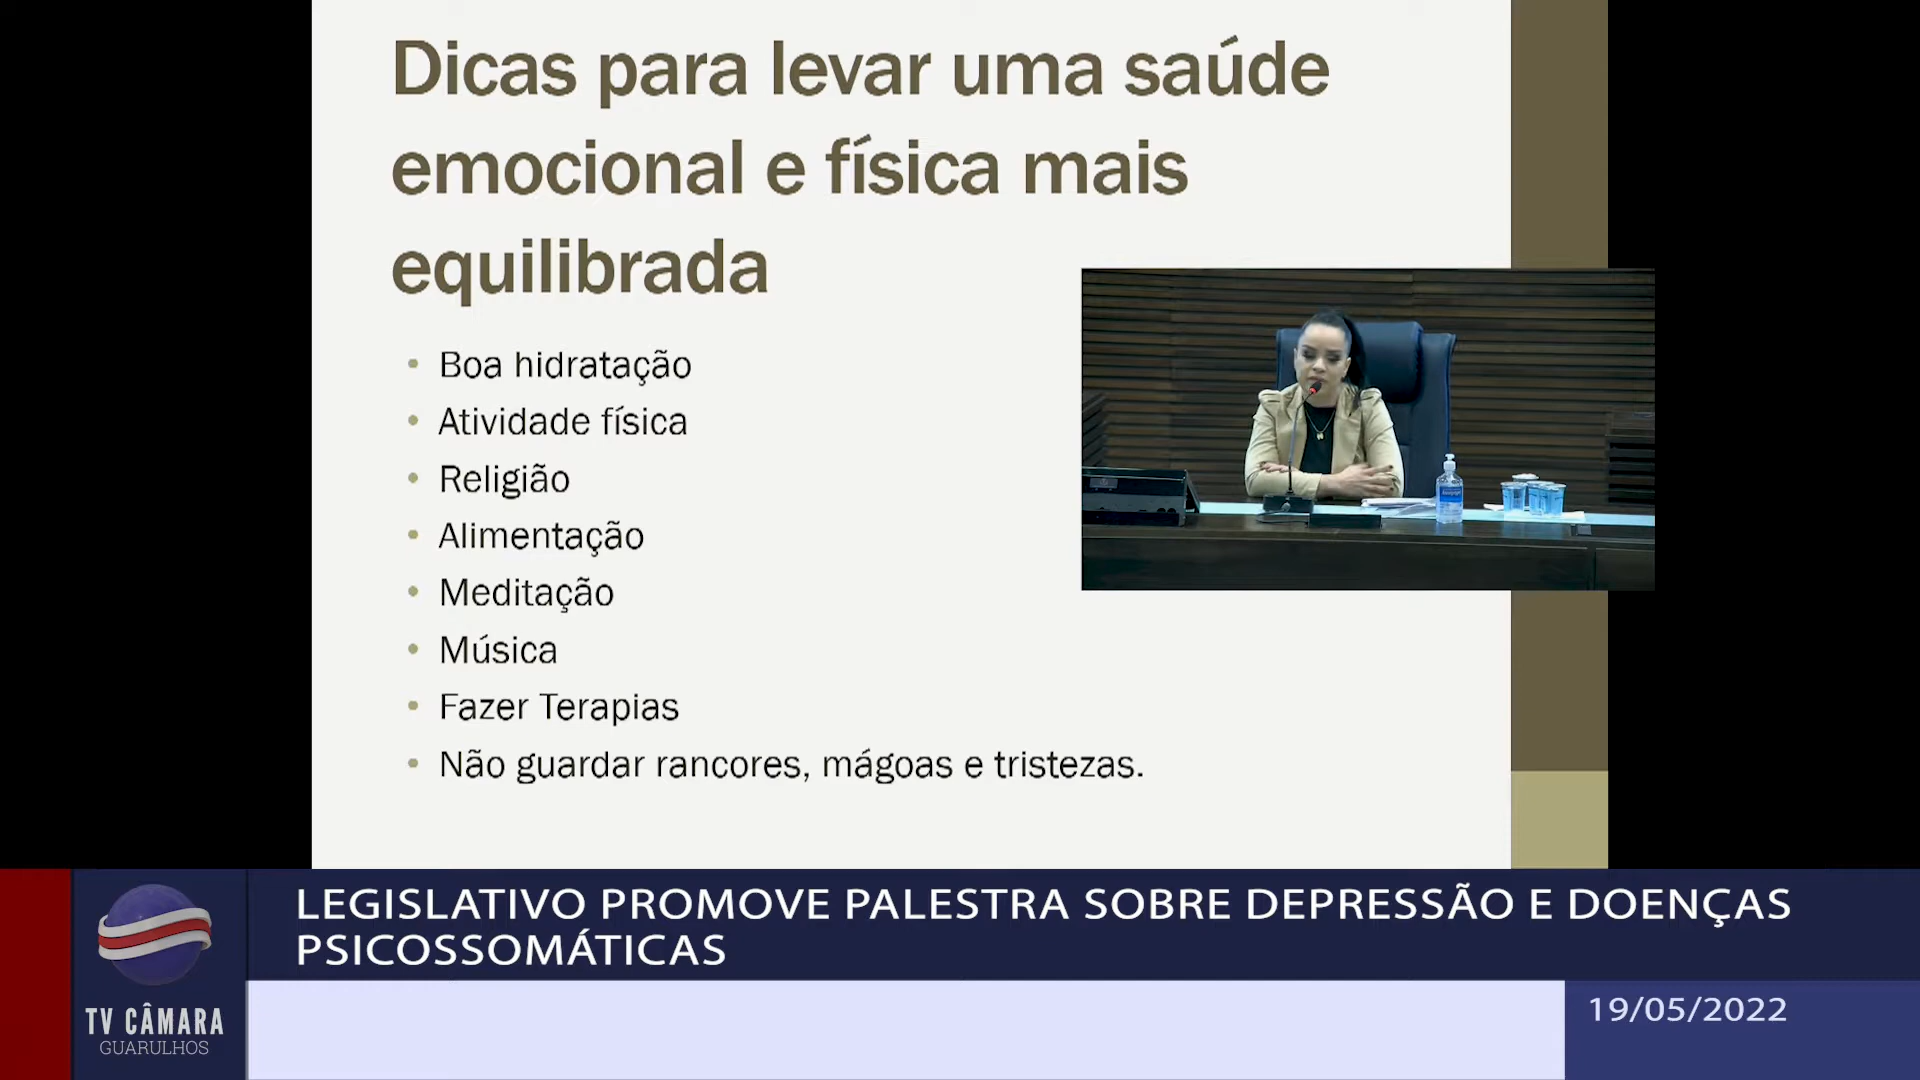 Dicas para levar uma saúde
emocional e física mais
equilibrada
• Boa hidratação
• Atividade física
• Religião
• Alimentação
• Meditação
• Música
• Fazer Terapias
• Não guardar rancores, mágoas e tristezas.
LEGISLATIVO PROMOVE PALESTRA SOBRE DEPRESSÃO E DOENÇAS
PSICOSSOMÁTICAS
TV CÂMARA
GUARULHOS
19/05/2022